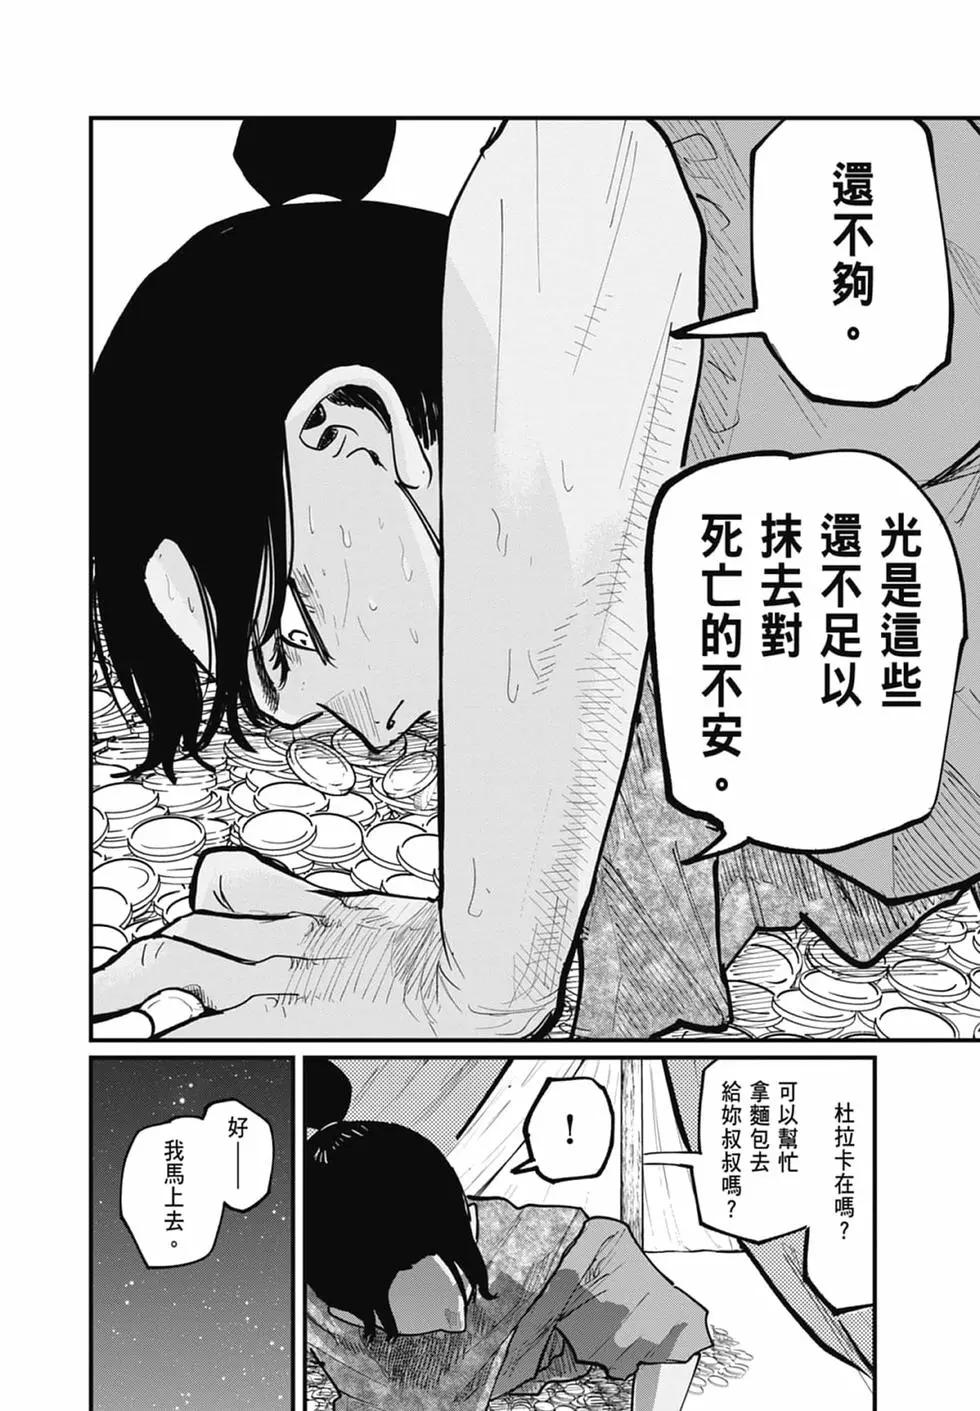 還不夠。
光是這些
還不足以
抹去對
死亡的不安。
杜拉卡在嗎？
可以幫忙
拿麵包去
給妳叔叔嗎？
！
好──
我馬上去。